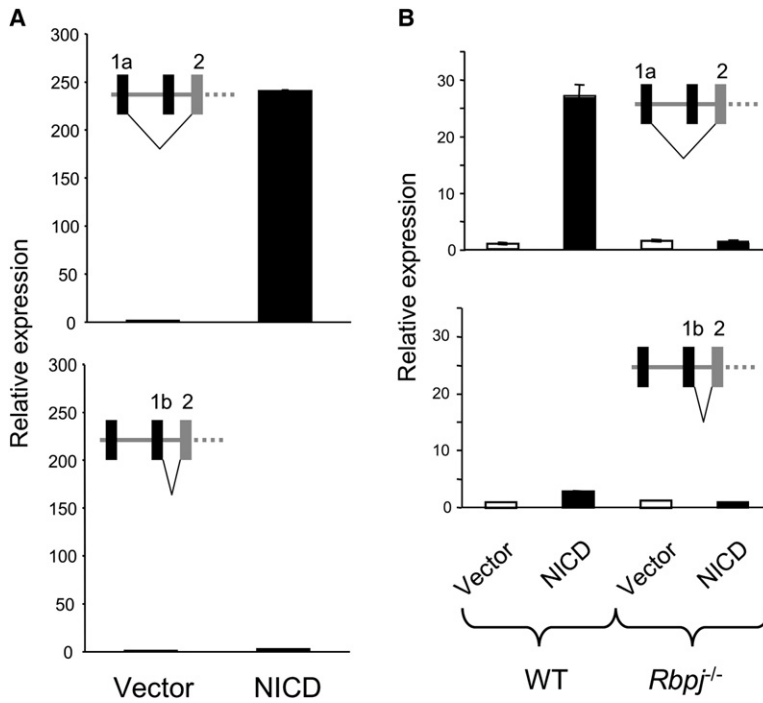 A
Relative expression
300
250
200
150
100
50
0
1a 2
300
250
200
150
100
50
0
1b 2
Vector NICD
B
Relative expression
30
20
10
0
1a 2
30
20
10
0
1b 2
Vector NICD Vector NICD
WT Rbpj-/-